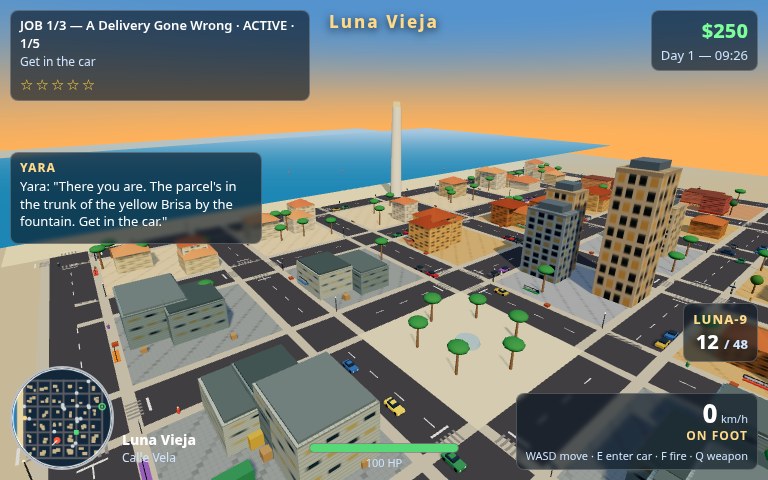 JOB 1/3 — A Delivery Gone Wrong · ACTIVE ·
1/5
Get in the car
☆☆☆☆☆
Luna Vieja
$250
Day 1 — 09:26
YARA
Yara: "There you are. The parcel's in
the trunk of the yellow Brisa by the
fountain. Get in the car."
LUNA-9
12 / 48
Luna Vieja
Calle Vela
100 HP
0 km/h
ON FOOT
WASD move · E enter car · F fire · Q weapon